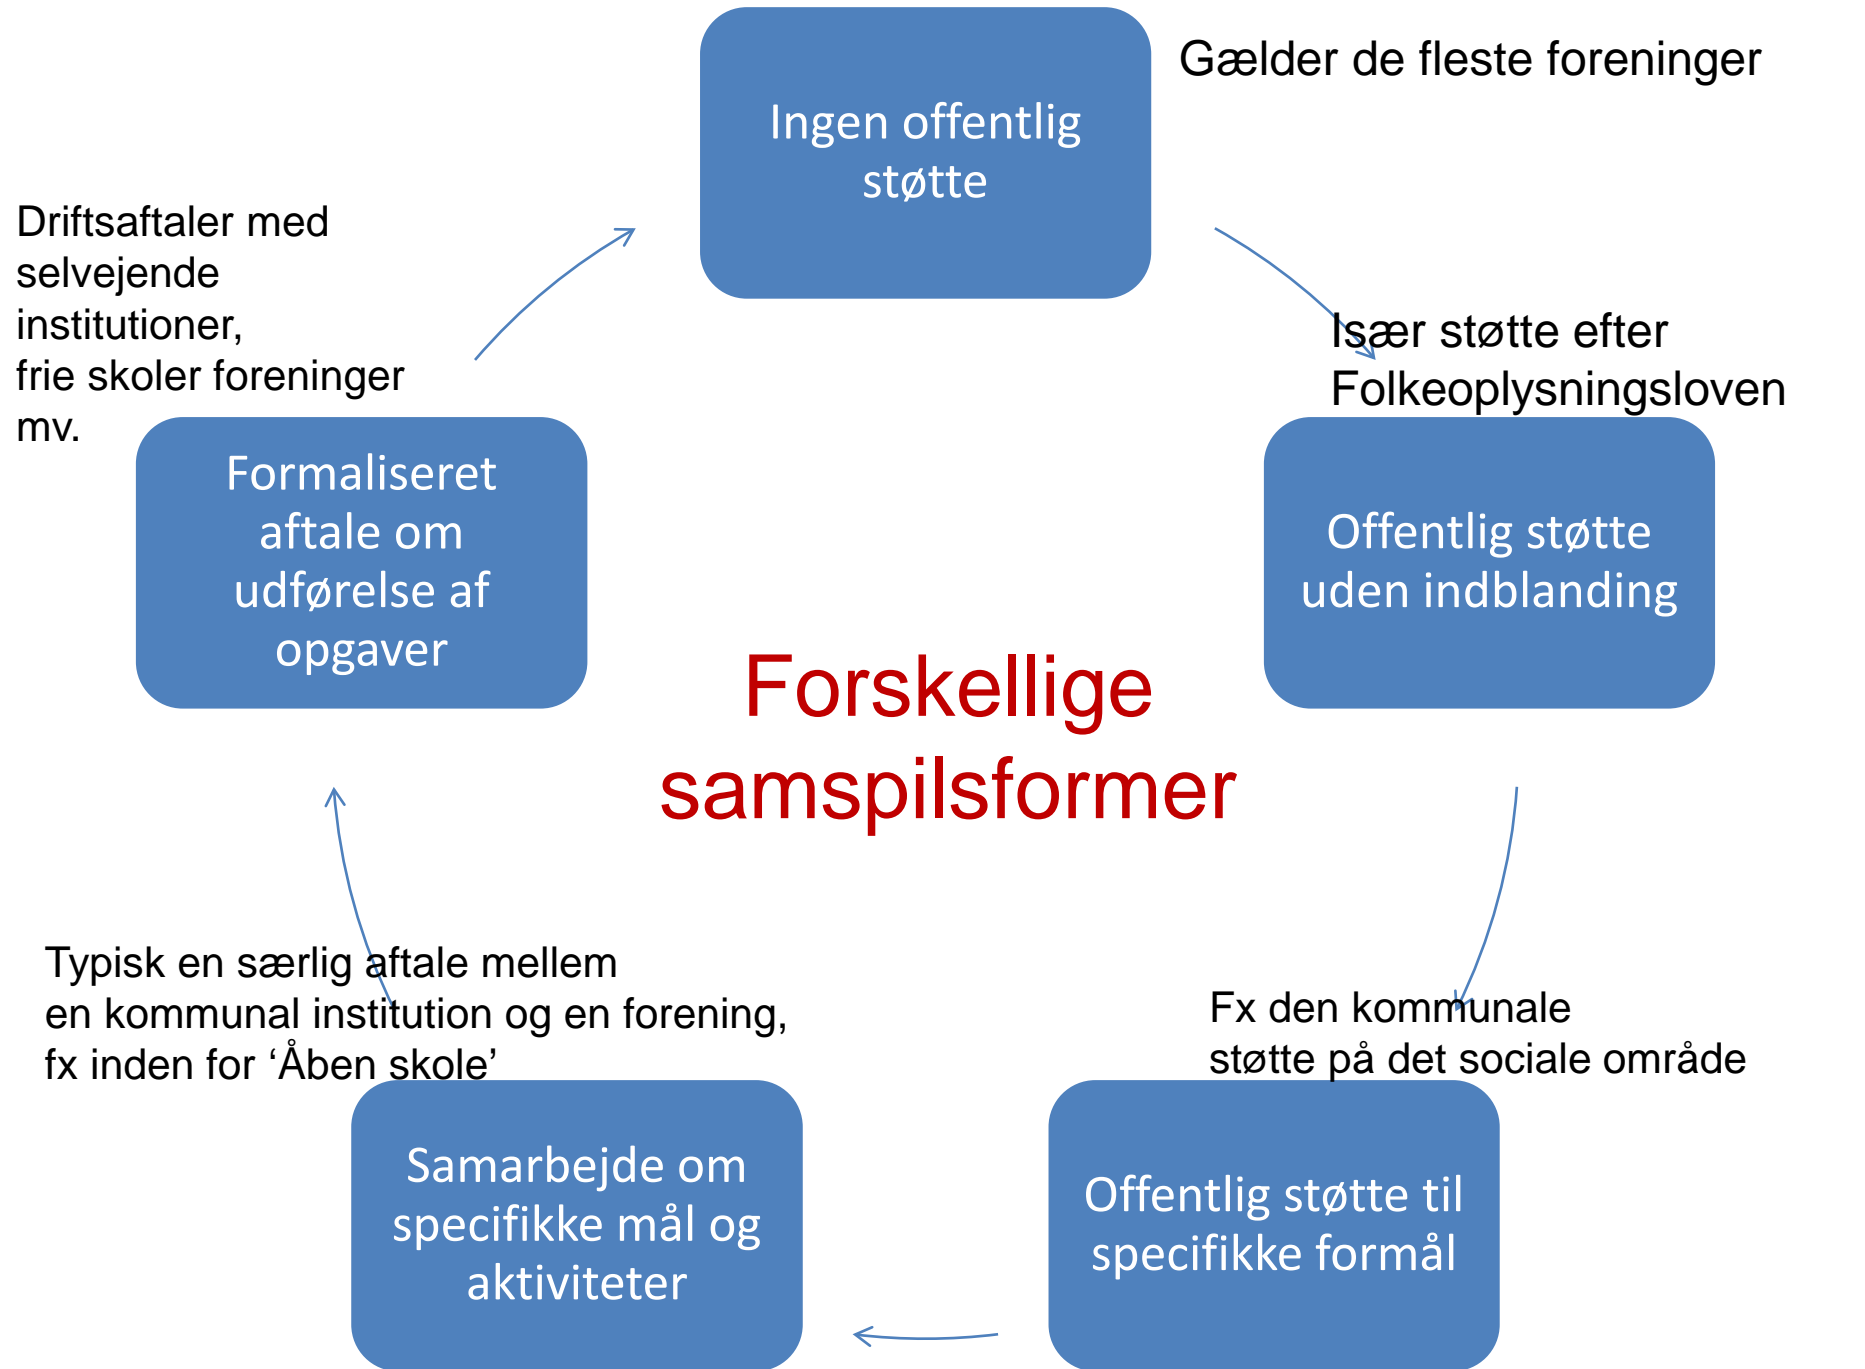 Ingen offentlig
støtte
Gælder de fleste foreninger
Især støtte efter
Folkeoplysningsloven
Offentlig støtte
uden indblanding
Fx den kommunale
støtte på det sociale område
Offentlig støtte til
specifikke formål
Typisk en særlig aftale mellem
en kommunal institution og en forening,
fx inden for ‘Åben skole’
Samarbejde om
specifikke mål og
aktiviteter
Driftsaftaler med
selvejende
institutioner,
frie skoler foreninger
mv.
Formaliseret
aftale om
udførelse af
opgaver
Forskellige
samspilsformer